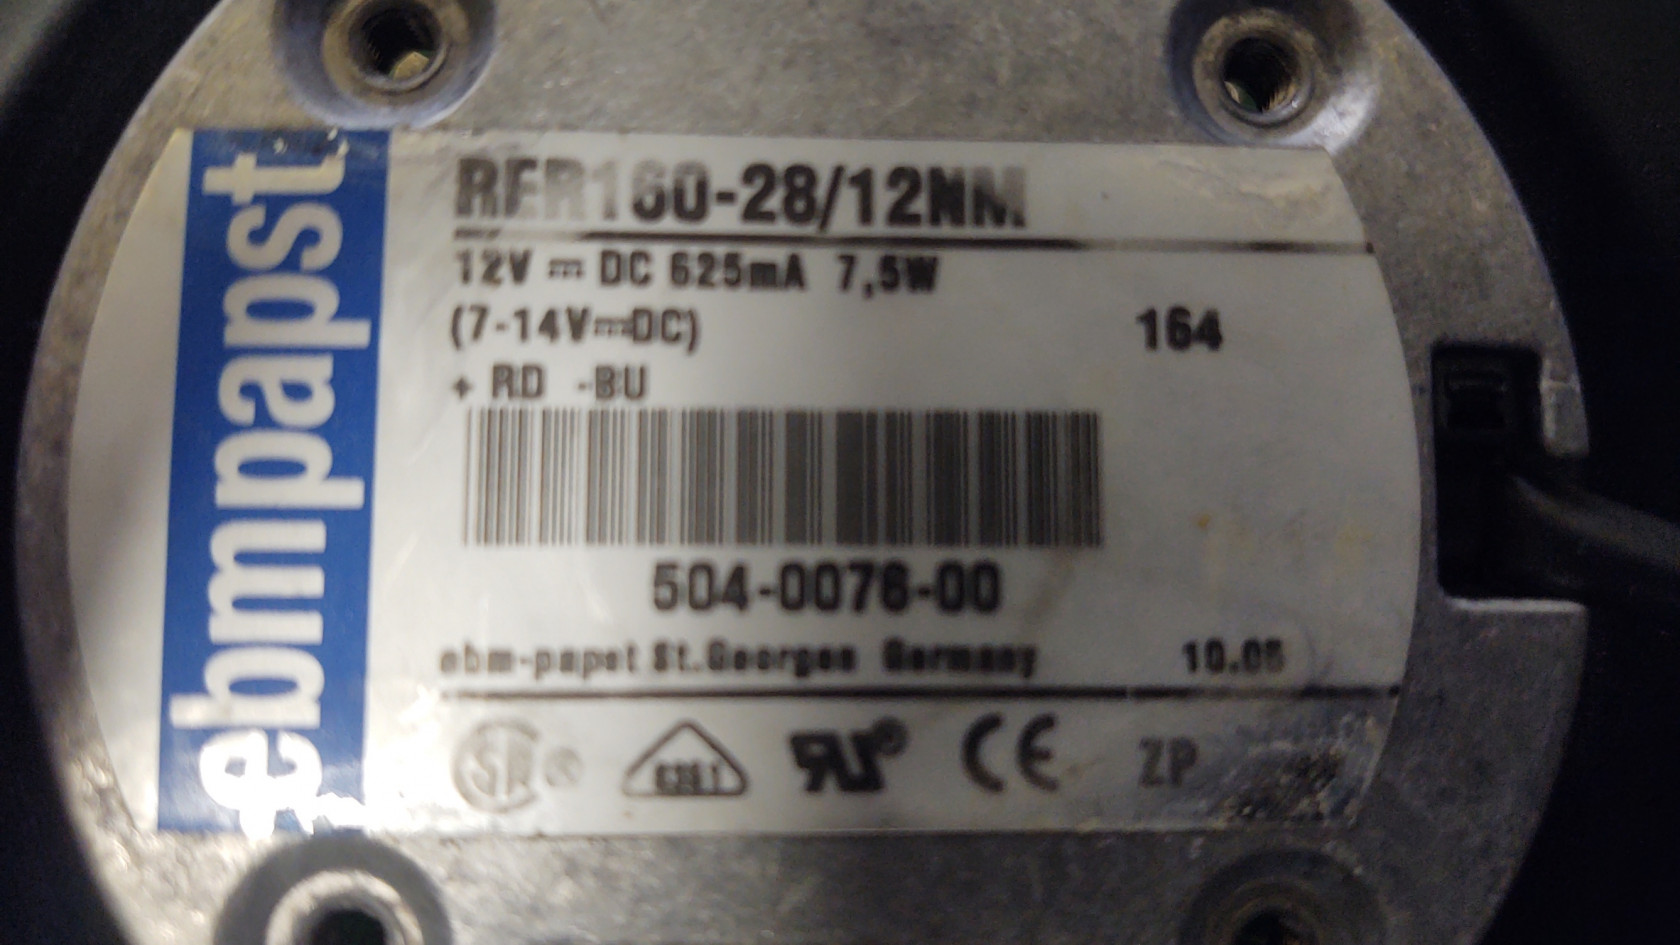 ebmpapst
RER160-28/12NM
12V ⎓ DC 625mA 7,5W
(7-14V⎓DC)
164
+ RD -BU
504-0076-00
ebm-papst St.Georgen Germany 10.05
CE
ZP